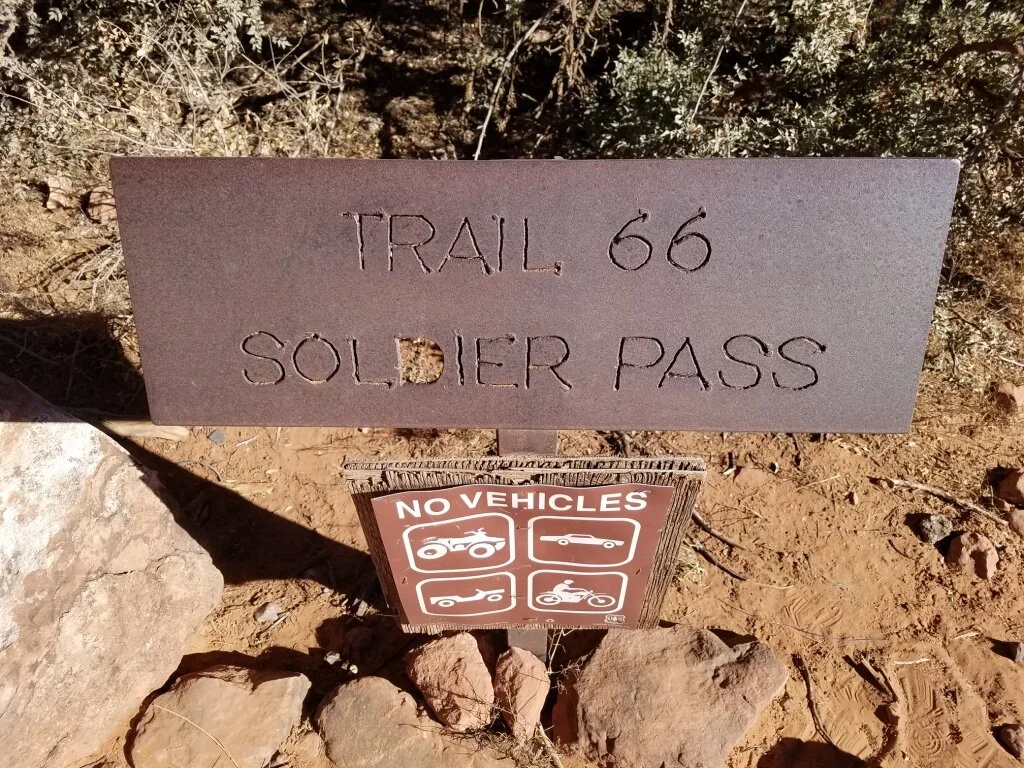 TRAIL 66
SOLDIER PASS
NO VEHICLES